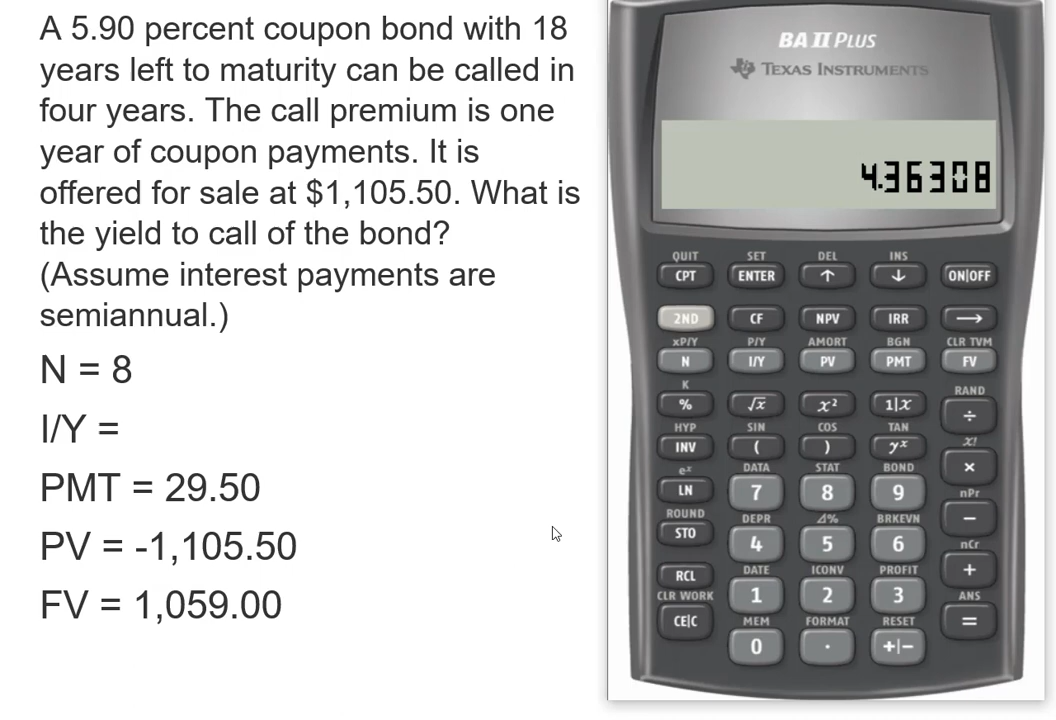 A 5.90 percent coupon bond with 18
years left to maturity can be called in
four years. The call premium is one
year of coupon payments. It is
offered for sale at $1,105.50. What is
the yield to call of the bond?
(Assume interest payments are
semiannual.)
N = 8
I/Y =
PMT = 29.50
PV = -1,105.50
FV = 1,059.00
BA II PLUS
TEXAS INSTRUMENTS
4.36308
QUIT SET DEL INS
CPT ENTER ↑ ↓ ON|OFF
2ND CF NPV IRR →
xP/Y P/Y AMORT BGN CLR TVM
N I/Y PV PMT FV
K RAND
% √x x² 1|x ÷
HYP SIN COS TAN x!
INV ( ) yˣ ×
eˣ DATA STAT BOND nPr
LN 7 8 9 −
ROUND DEPR Δ% BRKEVN nCr
STO 4 5 6 +
DATE ICONV PROFIT
RCL 1 2 3
CLR WORK MEM FORMAT RESET ANS
CE|C 0 . +|− =